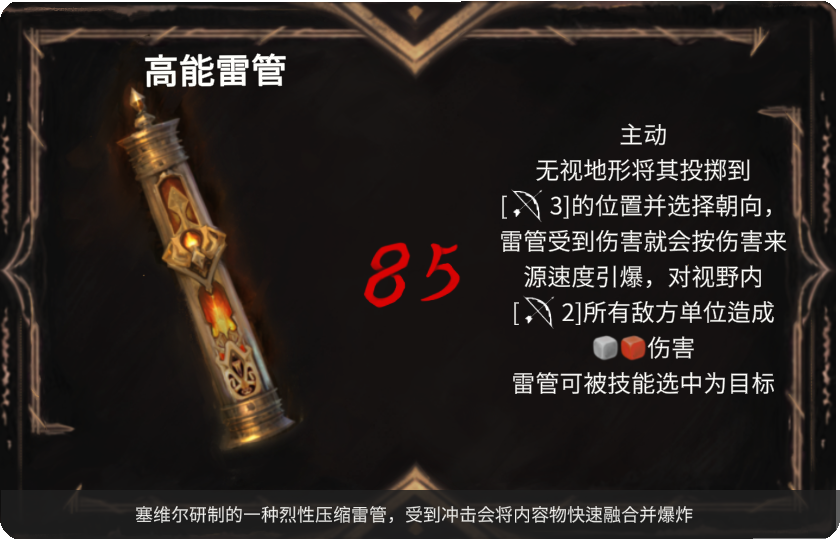 高能雷管
85
主动
无视地形将其投掷到
[3]的位置并选择朝向，
雷管受到伤害就会按伤害来
源速度引爆，对视野内
[2]所有敌方单位造成
伤害
雷管可被技能选中为目标
塞维尔研制的一种烈性压缩雷管，受到冲击会将内容物快速融合并爆炸